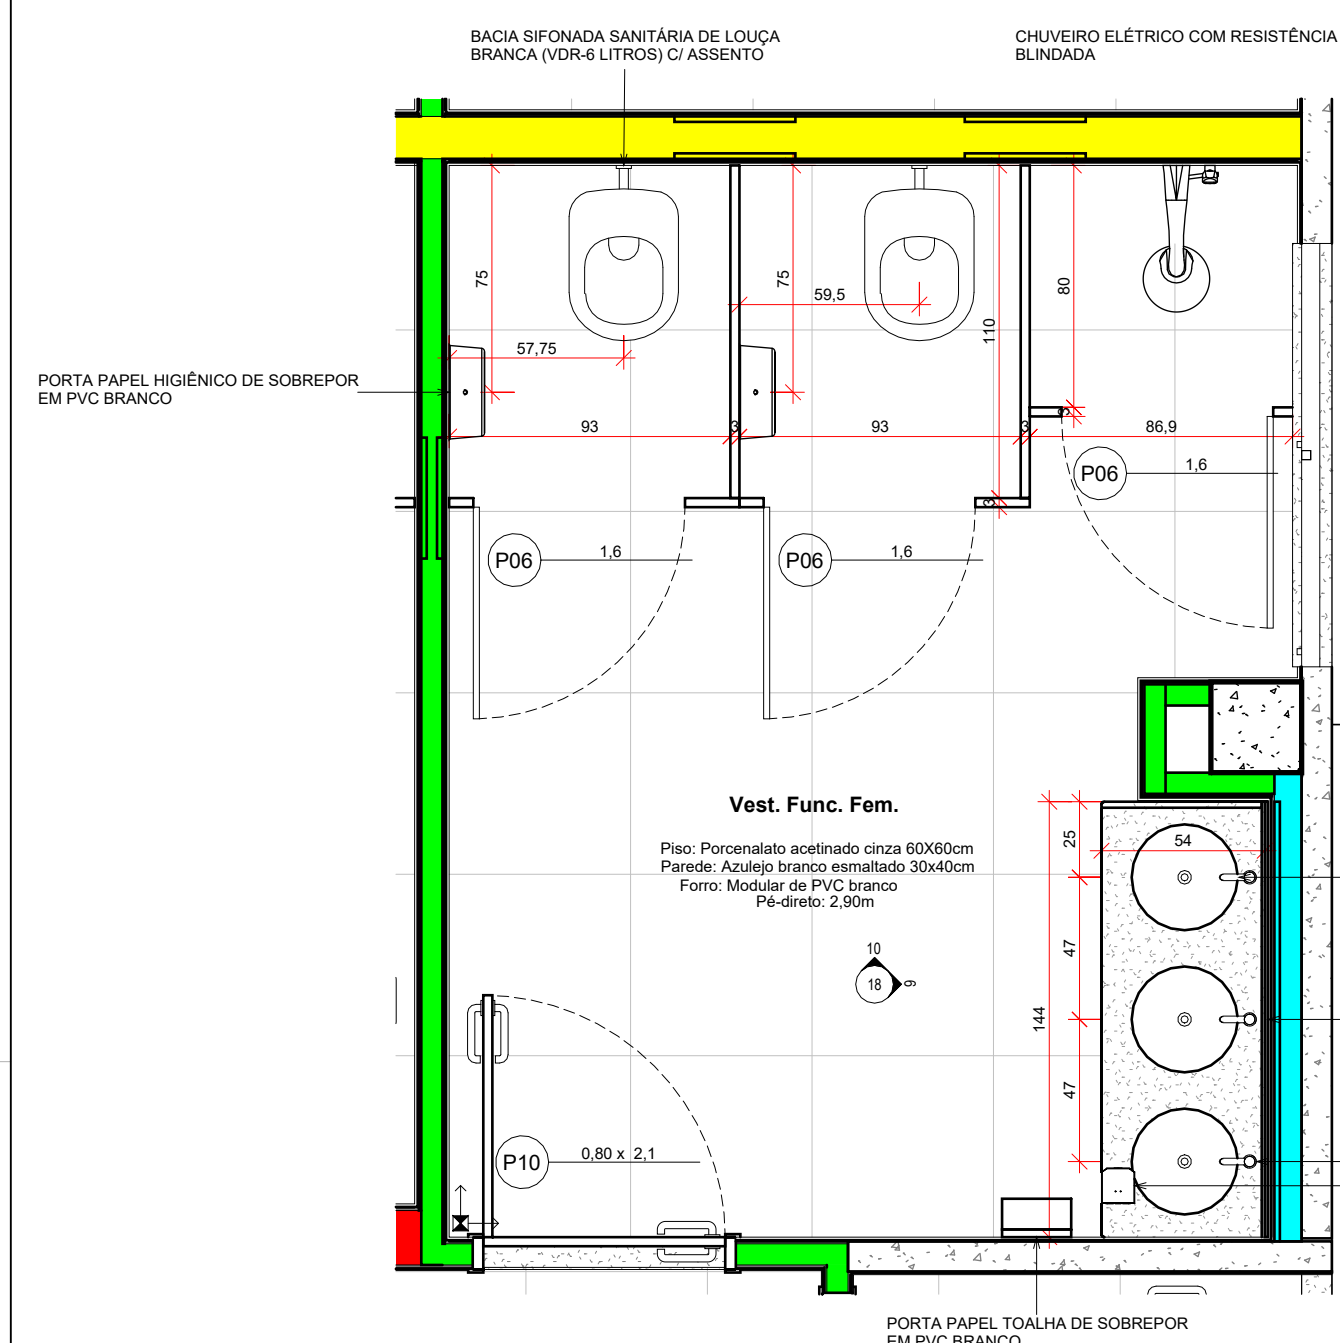 BACIA SIFONADA SANITÁRIA DE LOUÇA
BRANCA (VDR-6 LITROS) C/ ASSENTO
CHUVEIRO ELÉTRICO COM RESISTÊNCIA
BLINDADA
75
75
59,5
80
110
57,75
PORTA PAPEL HIGIÊNICO DE SOBREPOR
EM PVC BRANCO
93
3
93
3
86,9
3
P06
1,6
3
P06
1,6
P06
1,6
Vest. Func. Fem.
Piso: Porcenalato acetinado cinza 60X60cm
Parede: Azulejo branco esmaltado 30x40cm
Forro: Modular de PVC branco
Pé-direto: 2,90m
25
54
47
10
18
9
144
47
P10
0,80 x 2,1
PORTA PAPEL TOALHA DE SOBREPOR
EM PVC BRANCO